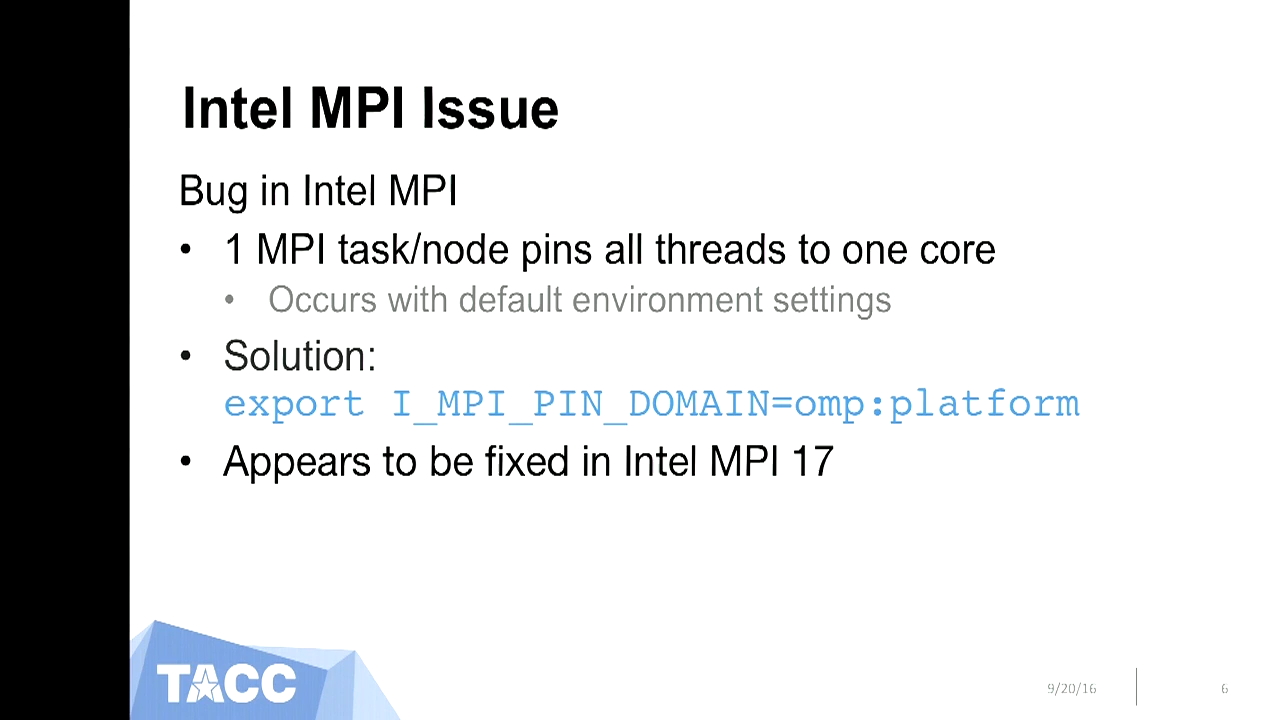 Intel MPI Issue
Bug in Intel MPI
• 1 MPI task/node pins all threads to one core
• Occurs with default environment settings
• Solution:
export I_MPI_PIN_DOMAIN=omp:platform
• Appears to be fixed in Intel MPI 17
TACC
9/20/16
6